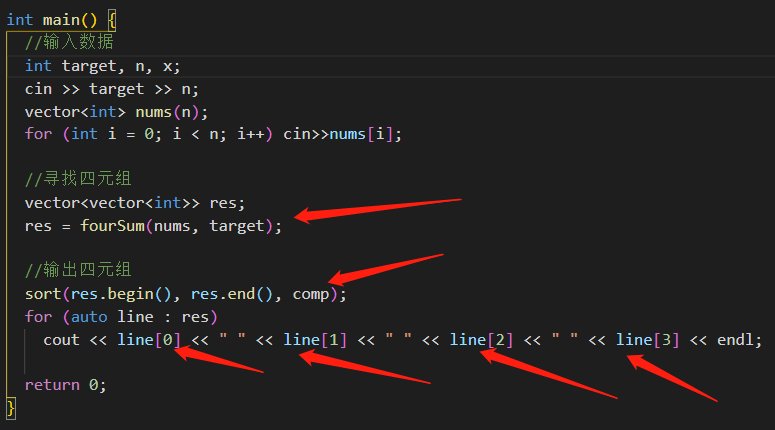 int main() {
//输入数据
int target, n, x;
cin >> target >> n;
vector<int> nums(n);
for (int i = 0; i < n; i++) cin>>nums[i];
//寻找四元组
vector<vector<int>> res;
res = fourSum(nums, target);
//输出四元组
sort(res.begin(), res.end(), comp);
for (auto line : res)
cout << line[0] << " " << line[1] << " " << line[2] << " " << line[3] << endl;
return 0;
}